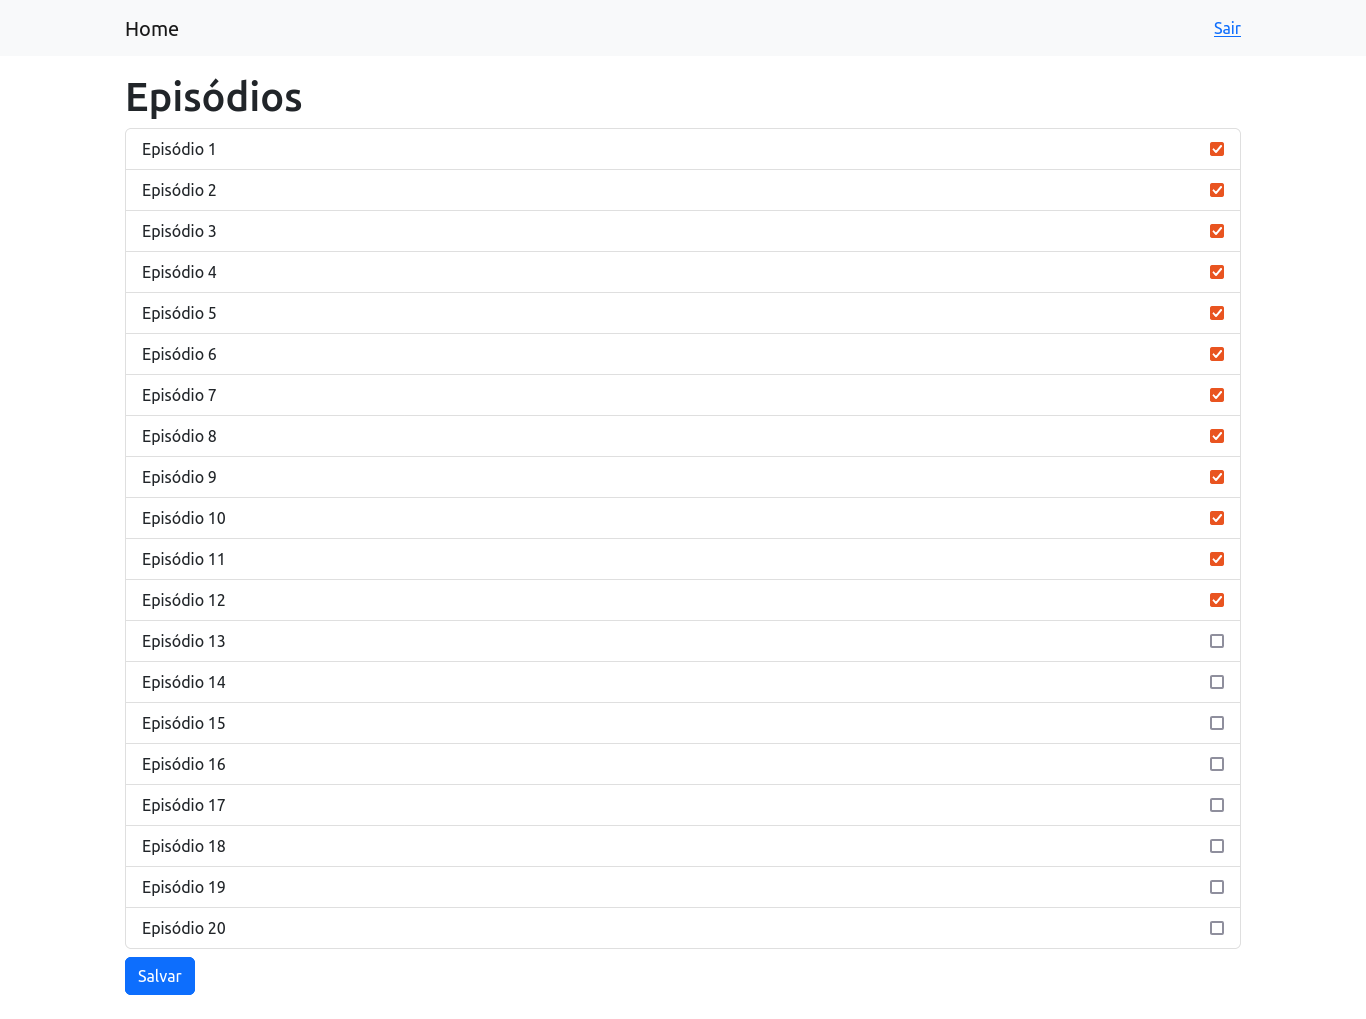 Home
Sair
Episódios
Episódio 1
Episódio 2
Episódio 3
Episódio 4
Episódio 5
Episódio 6
Episódio 7
Episódio 8
Episódio 9
Episódio 10
Episódio 11
Episódio 12
Episódio 13
Episódio 14
Episódio 15
Episódio 16
Episódio 17
Episódio 18
Episódio 19
Episódio 20
Salvar